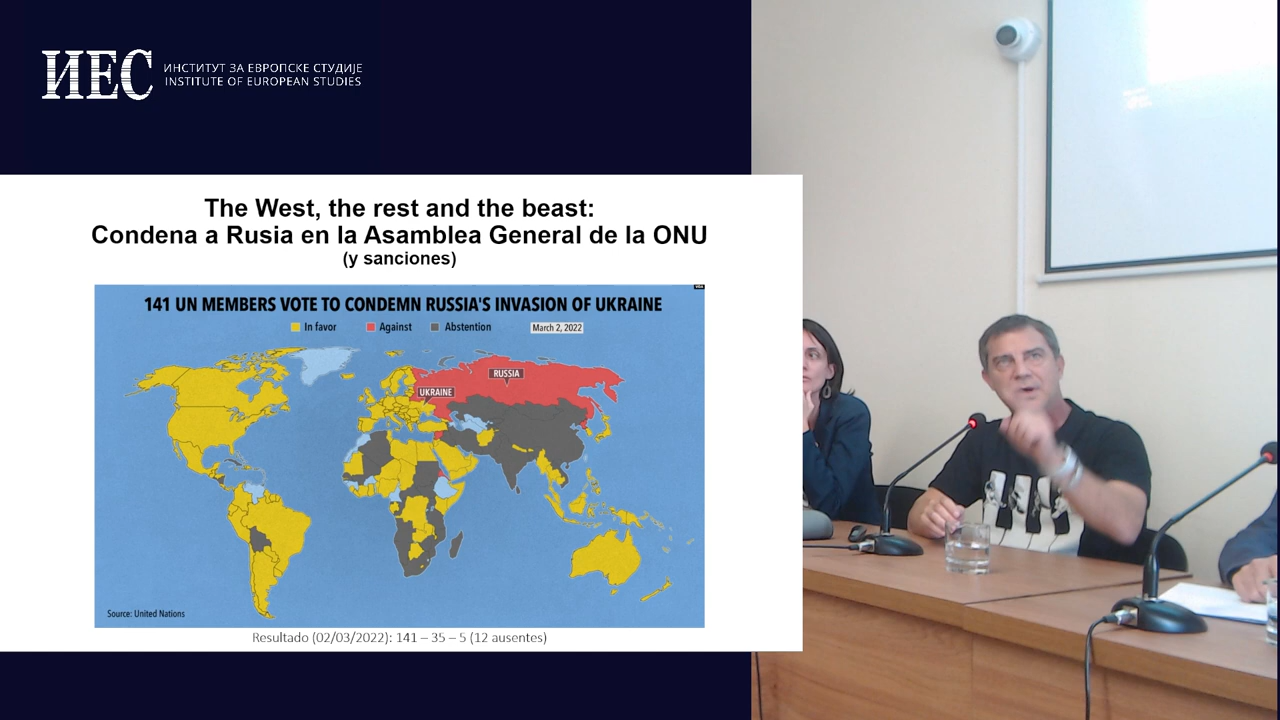 ИЕС
ИНСТИТУТ ЗА ЕВРОПСКЕ СТУДИЈЕ
INSTITUTE OF EUROPEAN STUDIES
The West, the rest and the beast:
Condena a Rusia en la Asamblea General de la ONU
(y sanciones)
141 UN MEMBERS VOTE TO CONDEMN RUSSIA'S INVASION OF UKRAINE
In favor Against Abstention March 2, 2022
RUSSIA
UKRAINE
Source: United Nations
Resultado (02/03/2022): 141 – 35 – 5 (12 ausentes)